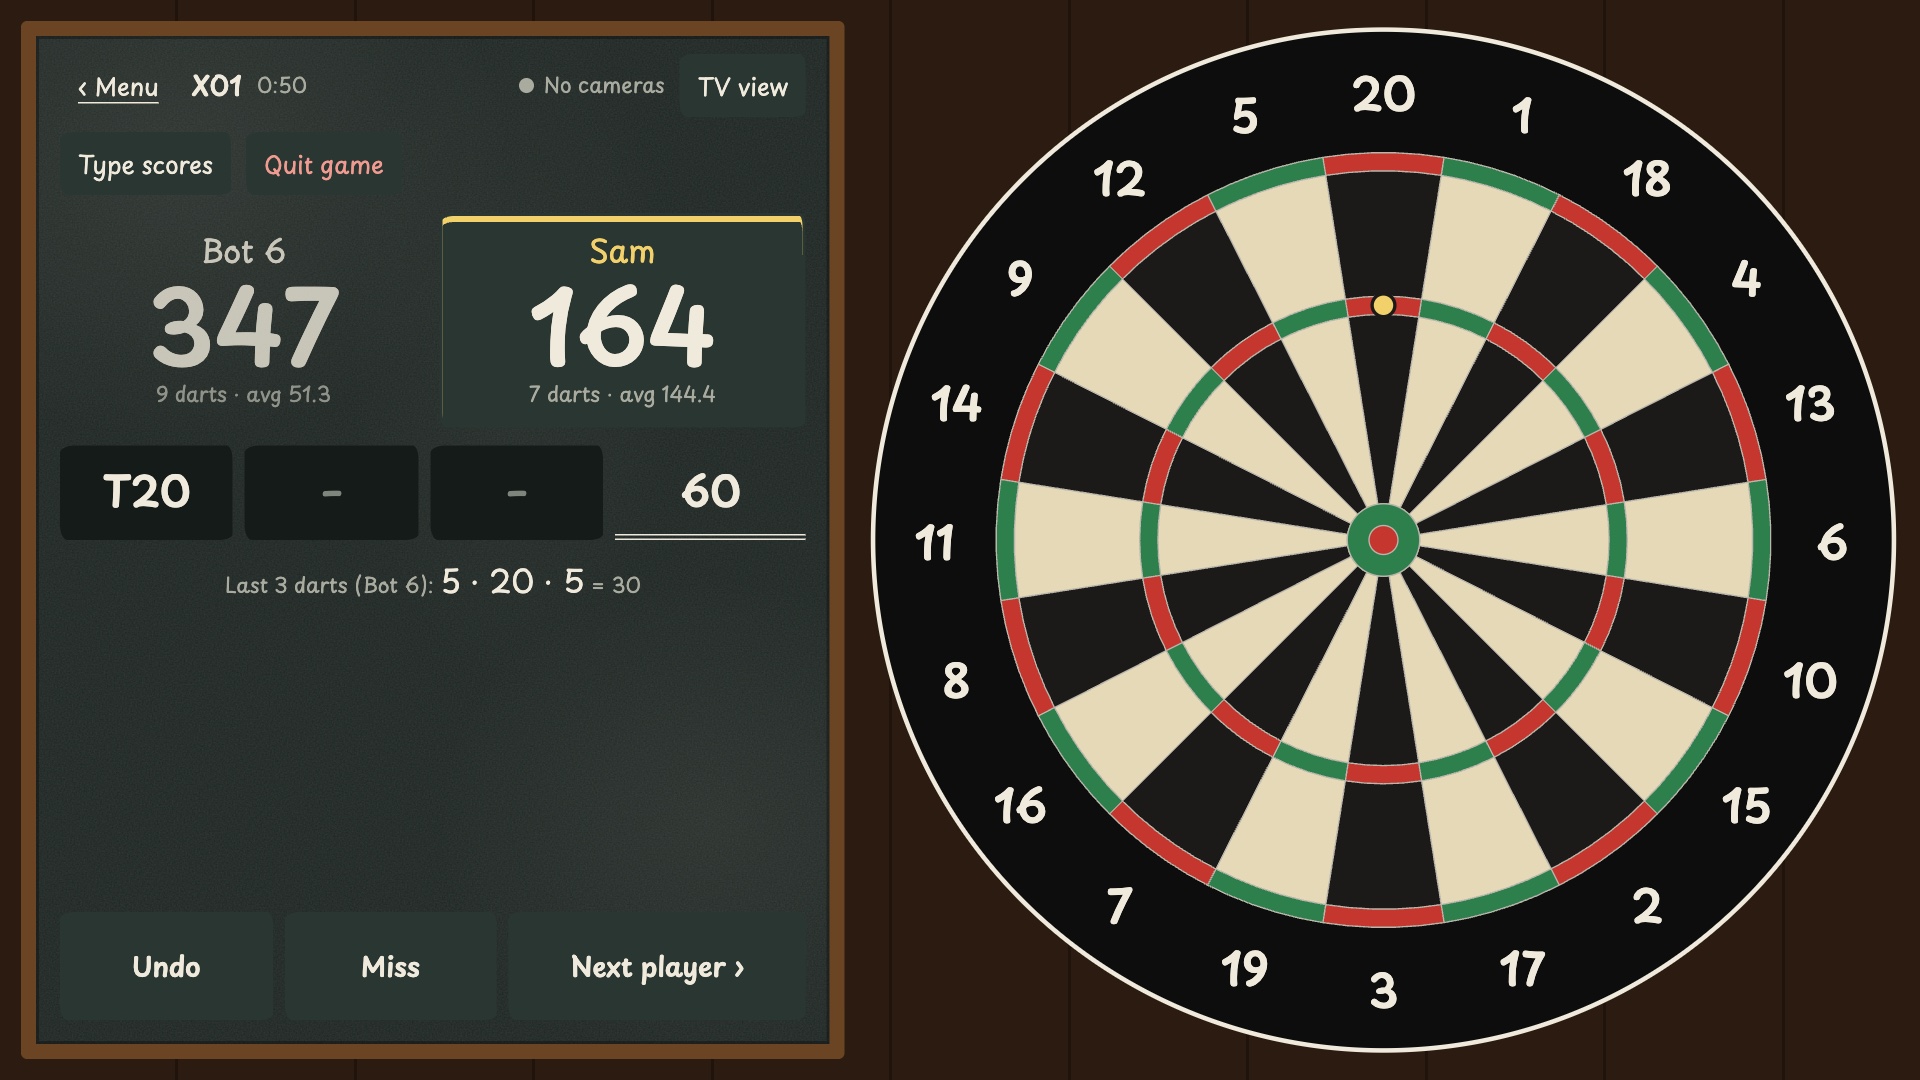 ‹ Menu X01 0:50 No cameras TV view
Type scores Quit game
Bot 6
347
9 darts · avg 51.3
Sam
164
7 darts · avg 144.4
T20 - - 60
Last 3 darts (Bot 6): 5 · 20 · 5 = 30
Undo Miss Next player ›
20
1
18
4
13
6
10
15
2
17
3
19
7
16
8
11
14
9
12
5